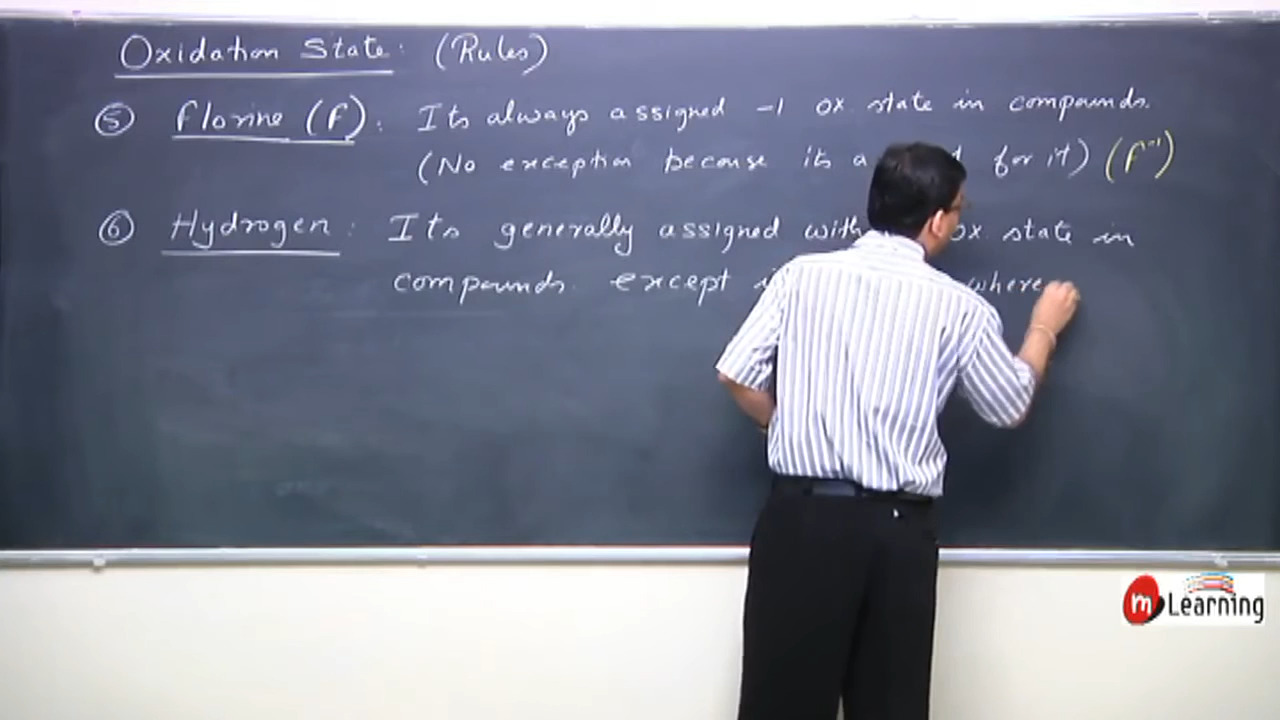 Oxidation State: (Rules)
⑤ Florine (F): Its always assigned -1 ox. state in compounds.
(No exception because its a for it) (F⁻¹)
⑥ Hydrogen: Its generally assigned with ox state in
compounds except where
m Learning